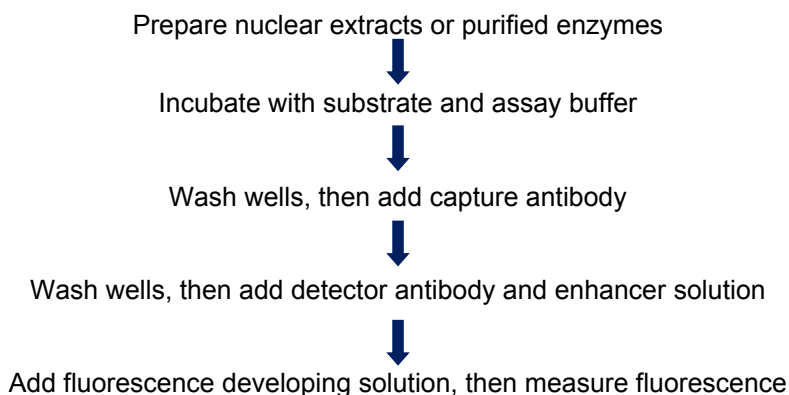 Prepare nuclear extracts or purified enzymes
Incubate with substrate and assay buffer
Wash wells, then add capture antibody
Wash wells, then add detector antibody and enhancer solution
Add fluorescence developing solution, then measure fluorescence